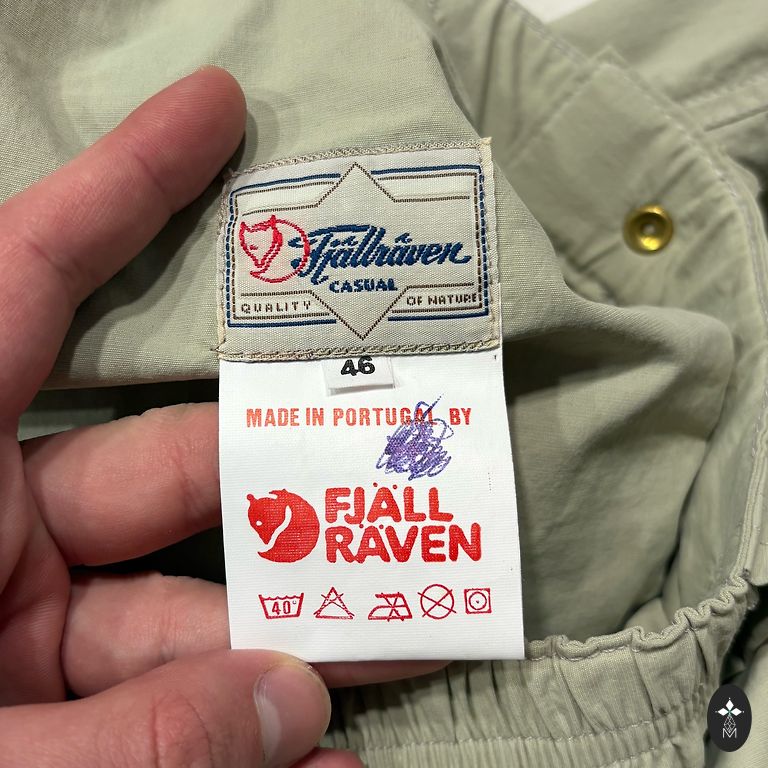 Fjällräven
CASUAL
QUALITY OF NATURE
46
MADE IN PORTUGAL BY
FJÄLL
RÄVEN
40°
M